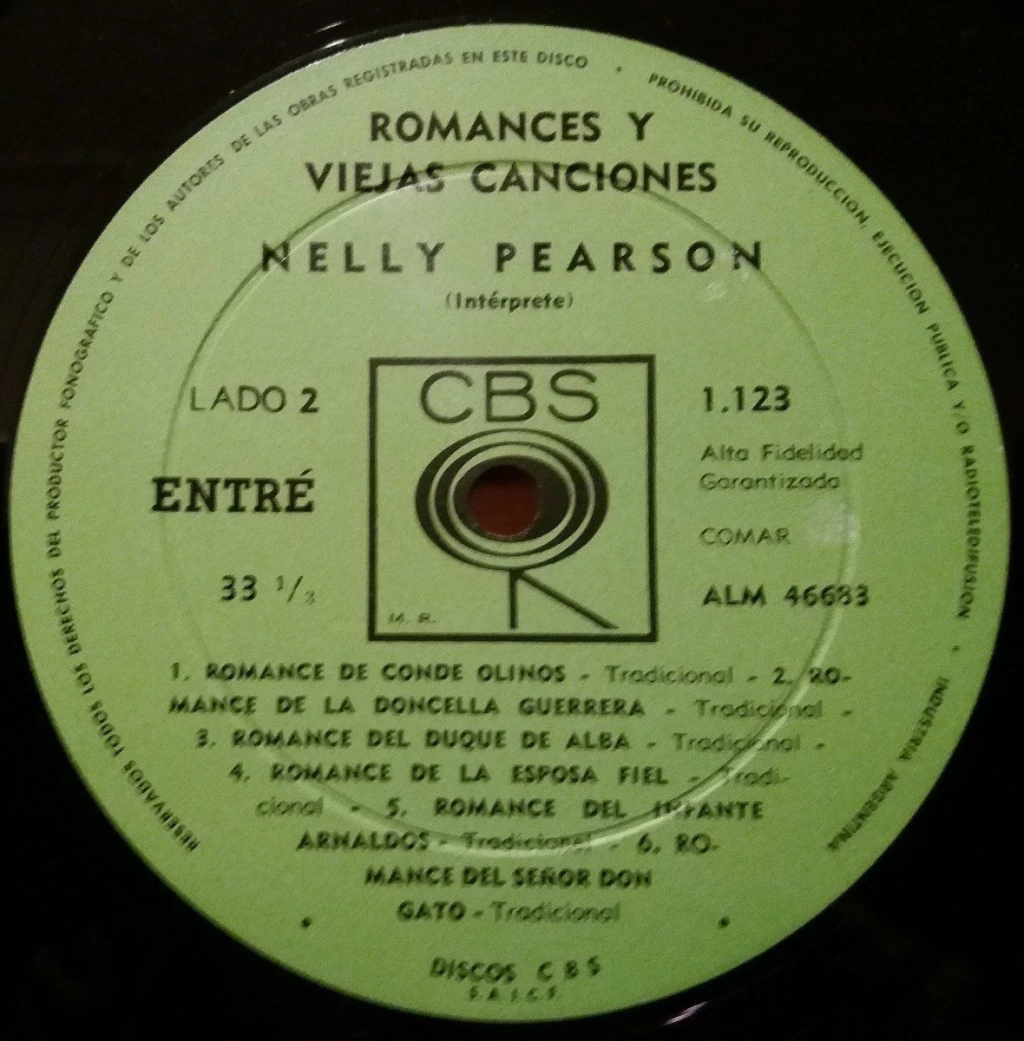 RESERVADOS TODOS LOS DERECHOS DEL PRODUCTOR FONOGRAFICO Y DE LOS AUTORES DE LAS OBRAS REGISTRADAS EN ESTE DISCO • PROHIBIDA SU REPRODUCCION, EJECUCION PUBLICA Y/O RADIOTELEDIFUSION • INDUSTRIA ARGENTINA
ROMANCES Y
VIEJAS CANCIONES
NELLY PEARSON
(Intérprete)
LADO 2
ENTRÉ
33 1/3
CBS
M. R.
1.123
Alta Fidelidad
Garantizada
COMAR
ALM 46683
1. ROMANCE DE CONDE OLINOS - Tradicional - 2. RO-
MANCE DE LA DONCELLA GUERRERA - Tradicional -
3. ROMANCE DEL DUQUE DE ALBA - Tradicional -
4. ROMANCE DE LA ESPOSA FIEL - Tradi-
cional - 5. ROMANCE DEL INFANTE
ARNALDOS - Tradicional - 6. RO-
MANCE DEL SEÑOR DON
GATO - Tradicional
DISCOS CBS